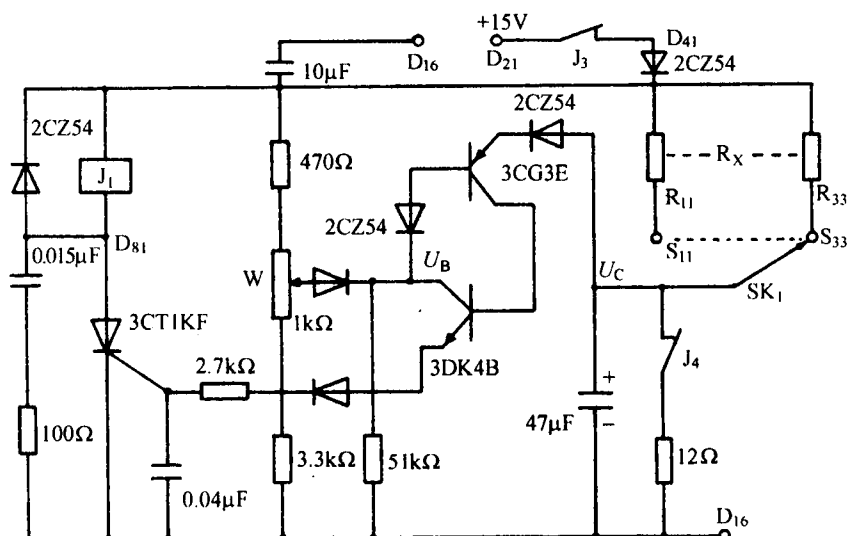 +15V
D16
D21
J3
D41
2CZ54
10μF
2CZ54
2CZ54
J1
470Ω
3CG3E
RX
R11
R33
2CZ54
0.015μF
D81
UB
UC
S11
S33
W
SK1
3CT1KF
1kΩ
2.7kΩ
3DK4B
J4
+
47μF
−
100Ω
0.04μF
3.3kΩ
51kΩ
12Ω
D16